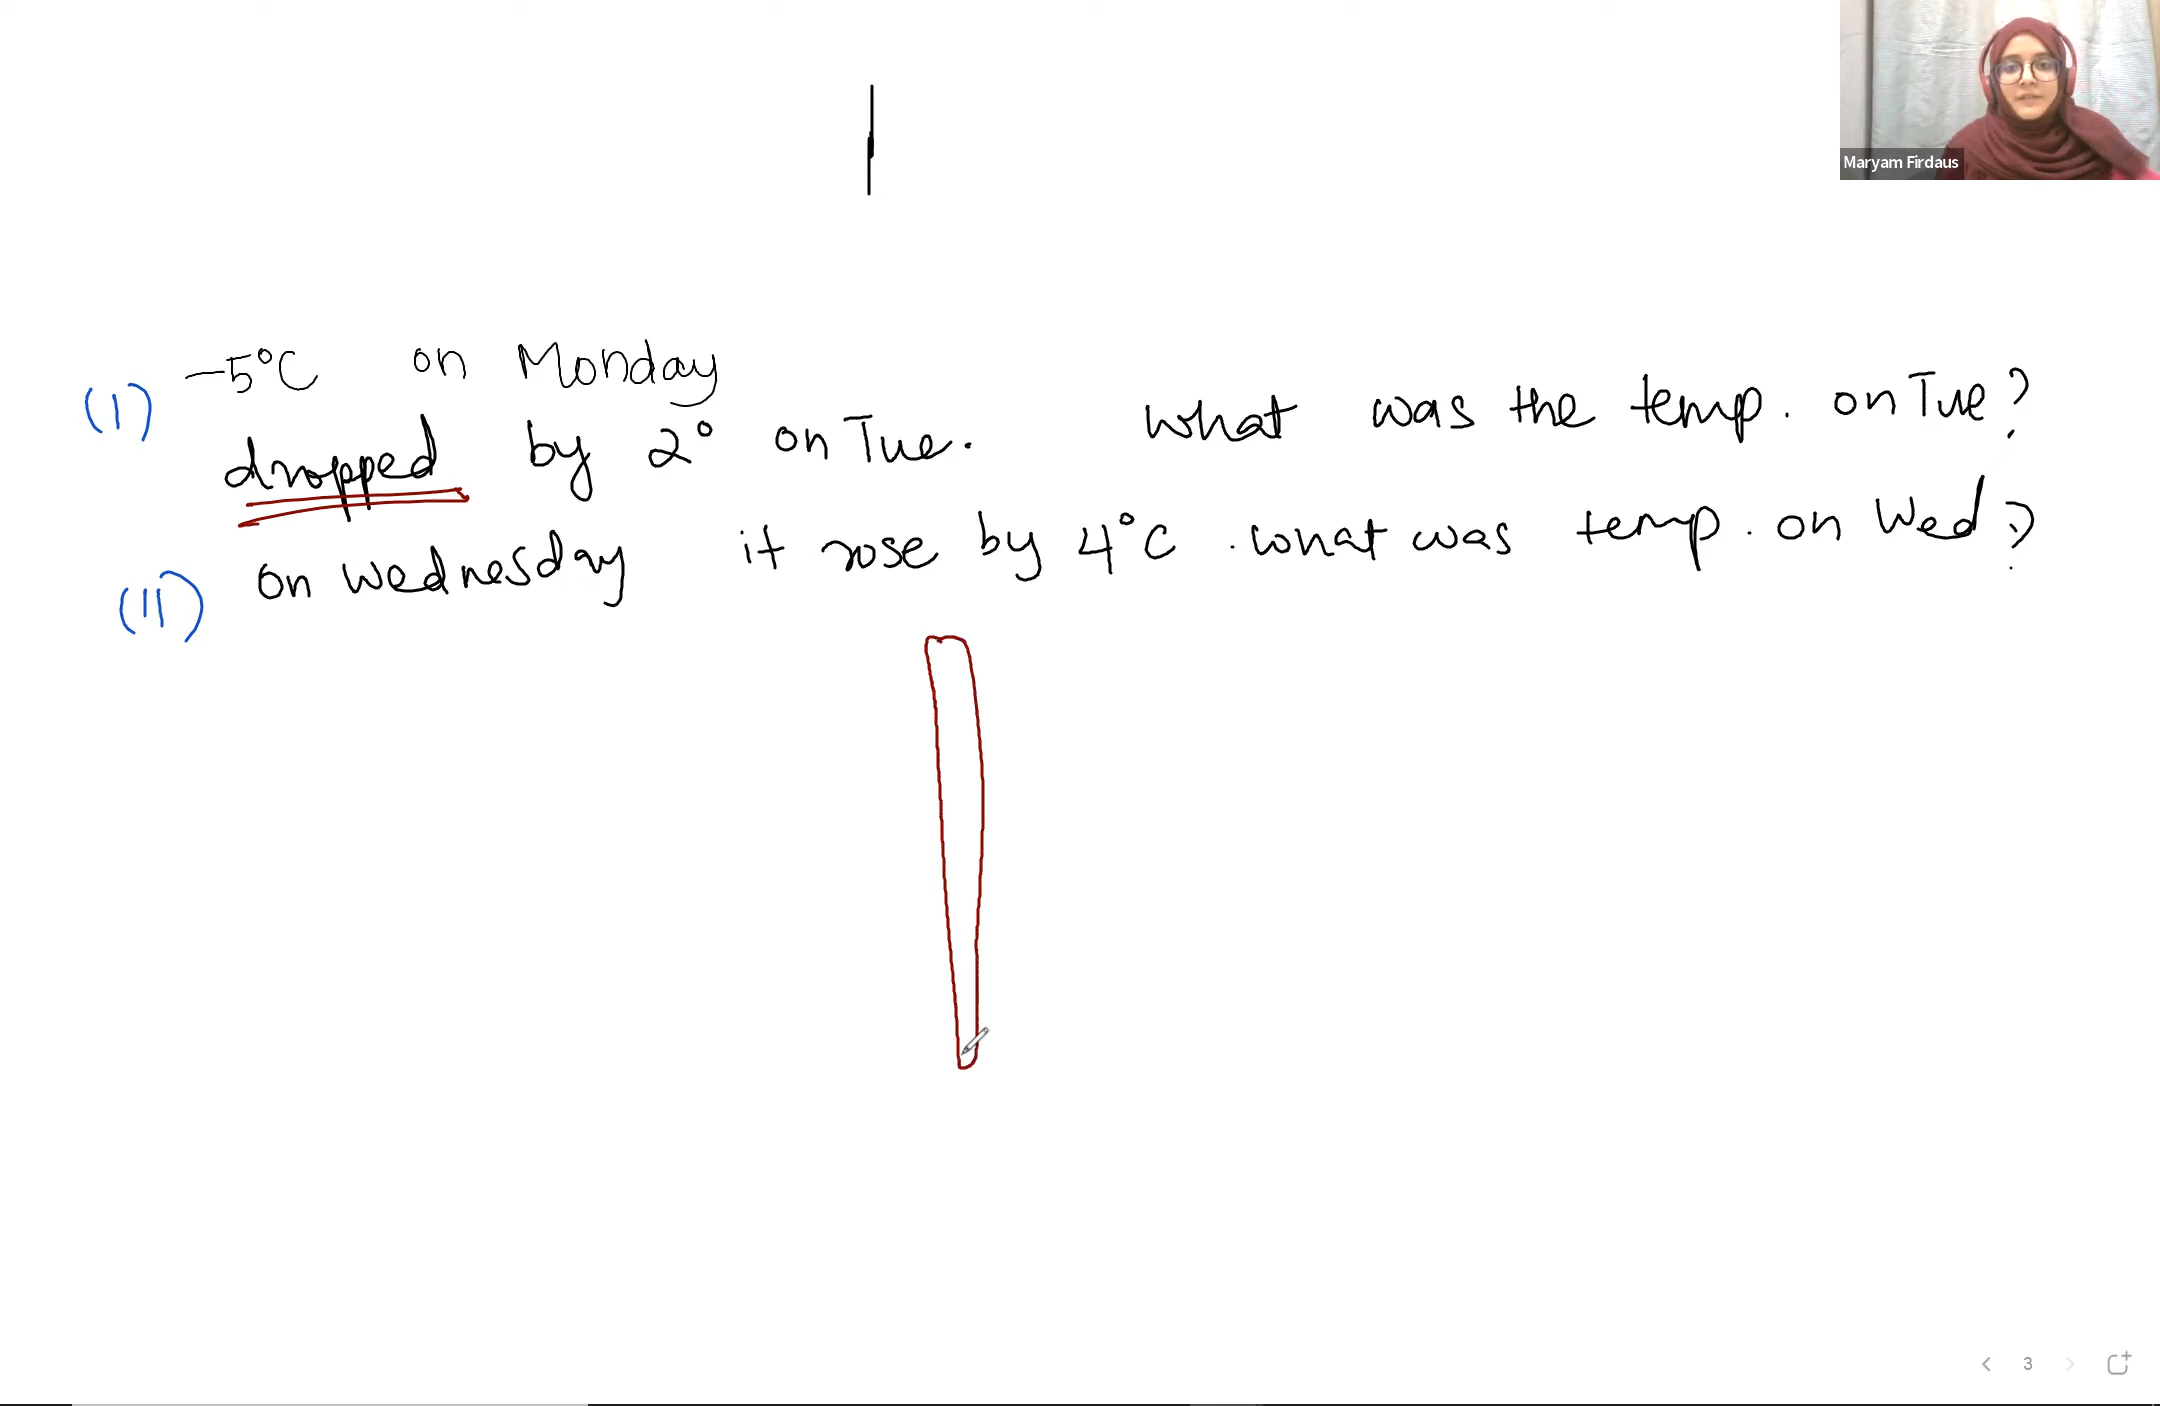 Maryam Firdaus
-5°C on Monday
(I) dropped by 2° on Tue. What was the temp. on Tue?
(II) on Wednesday it rose by 4°C. What was temp. on Wed?
3